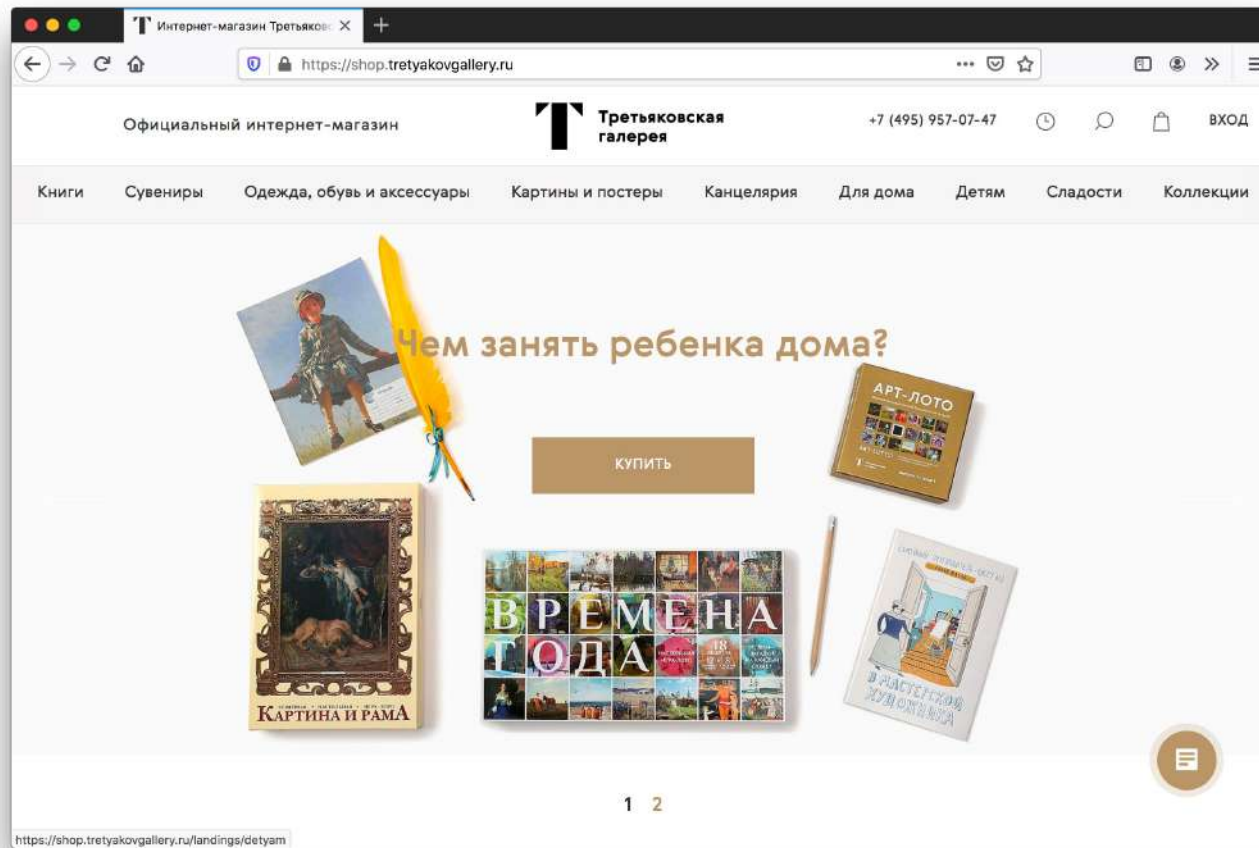 Интернет-магазин Третьяковс
https://shop.tretyakovgallery.ru
Официальный интернет-магазин
Третьяковская
галерея
+7 (495) 957-07-47
ВХОД
Книги Сувениры Одежда, обувь и аксессуары Картины и постеры Канцелярия Для дома Детям Сладости Коллекции
Чем занять ребенка дома?
АРТ-ЛОТО
КУПИТЬ
ВРЕМЕНА
ГОДА
18
В МАСТЕРСКОЙ
ХУДОЖНИКА
КАРТИНА И РАМА
1 2
https://shop.tretyakovgallery.ru/landings/detyam